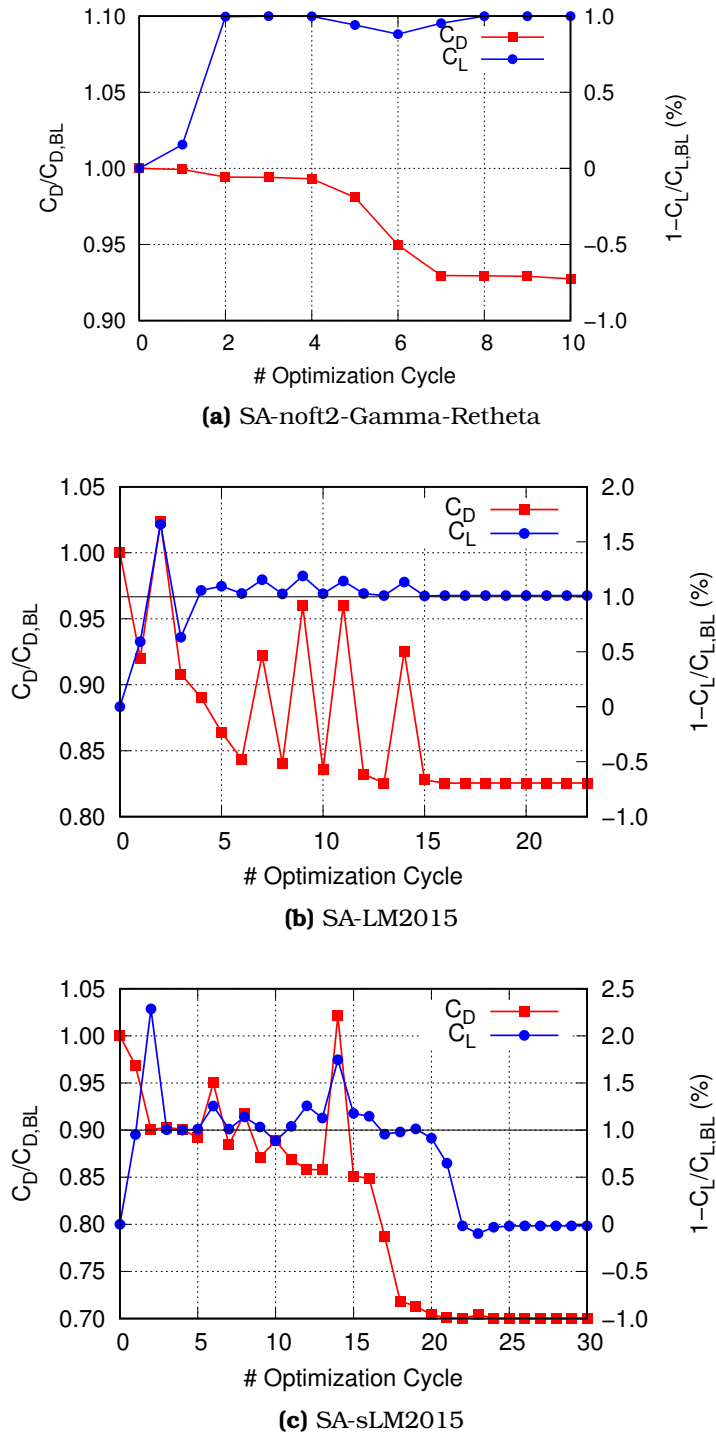 1.10 1.0
C_D
C_L
1.05 0.5
C_D/C_D,BL
1.00 0
1−C_L/C_L,BL (%)
0.95 −0.5
0.90 −1.0
0 2 4 6 8 10
# Optimization Cycle
(a) SA-noft2-Gamma-Retheta
1.05 2.0
C_D
C_L
1.00 1.5
0.95 1.0
C_D/C_D,BL
0.90 0.5
1−C_L/C_L,BL (%)
0
0.85 −0.5
0.80 −1.0
0 5 10 15 20
# Optimization Cycle
(b) SA-LM2015
1.05 2.5
C_D
C_L
1.00 2.0
0.95 1.5
0.90 1.0
C_D/C_D,BL
0.85 0.5
1−C_L/C_L,BL (%)
0.80 0
0.75 −0.5
0.70 −1.0
0 5 10 15 20 25 30
# Optimization Cycle
(c) SA-sLM2015